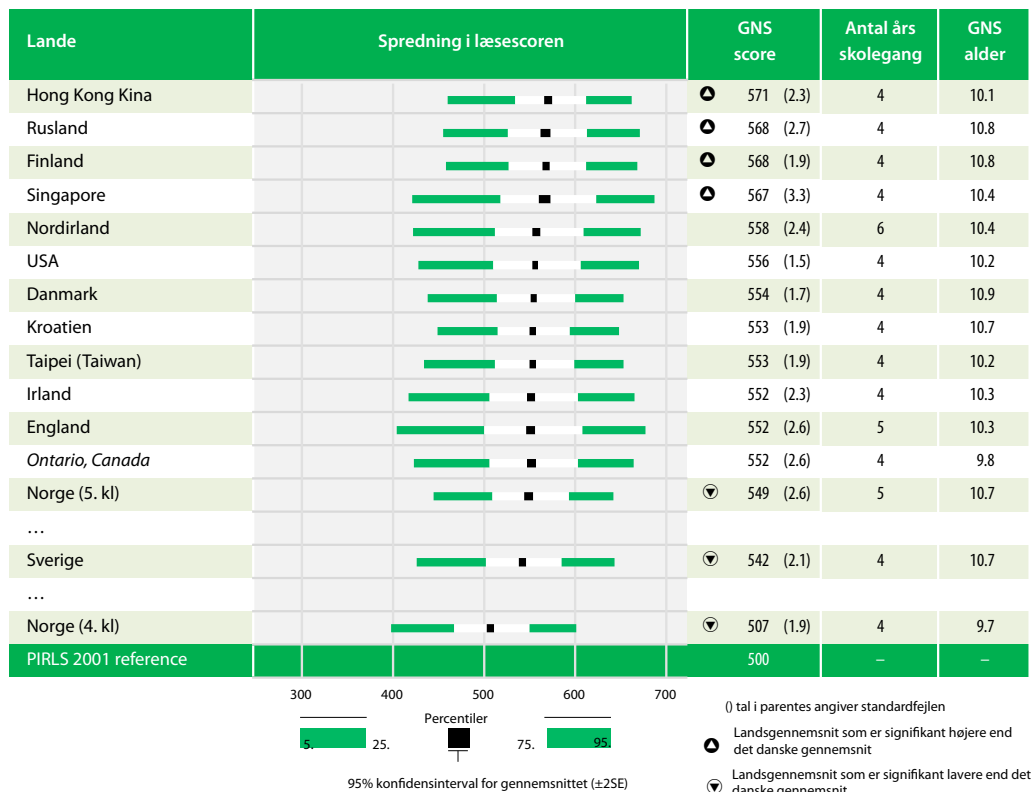 Lande Spredning i læsescoren GNS score Antal års skolegang GNS alder
Hong Kong Kina 571 (2.3) 4 10.1
Rusland 568 (2.7) 4 10.8
Finland 568 (1.9) 4 10.8
Singapore 567 (3.3) 4 10.4
Nordirland 558 (2.4) 6 10.4
USA 556 (1.5) 4 10.2
Danmark 554 (1.7) 4 10.9
Kroatien 553 (1.9) 4 10.7
Taipei (Taiwan) 553 (1.9) 4 10.2
Irland 552 (2.3) 4 10.3
England 552 (2.6) 5 10.3
Ontario, Canada 552 (2.6) 4 9.8
Norge (5. kl) 549 (2.6) 5 10.7
…
Sverige 542 (2.1) 4 10.7
…
Norge (4. kl) 507 (1.9) 4 9.7
PIRLS 2001 reference 500 – –
300 400 500 600 700
Percentiler
5. 25. 75. 95.
95% konfidensinterval for gennemsnittet (±2SE)
() tal i parentes angiver standardfejlen
Landsgennemsnit som er signifikant højere end
det danske gennemsnit
Landsgennemsnit som er signifikant lavere end det
danske gennemsnit